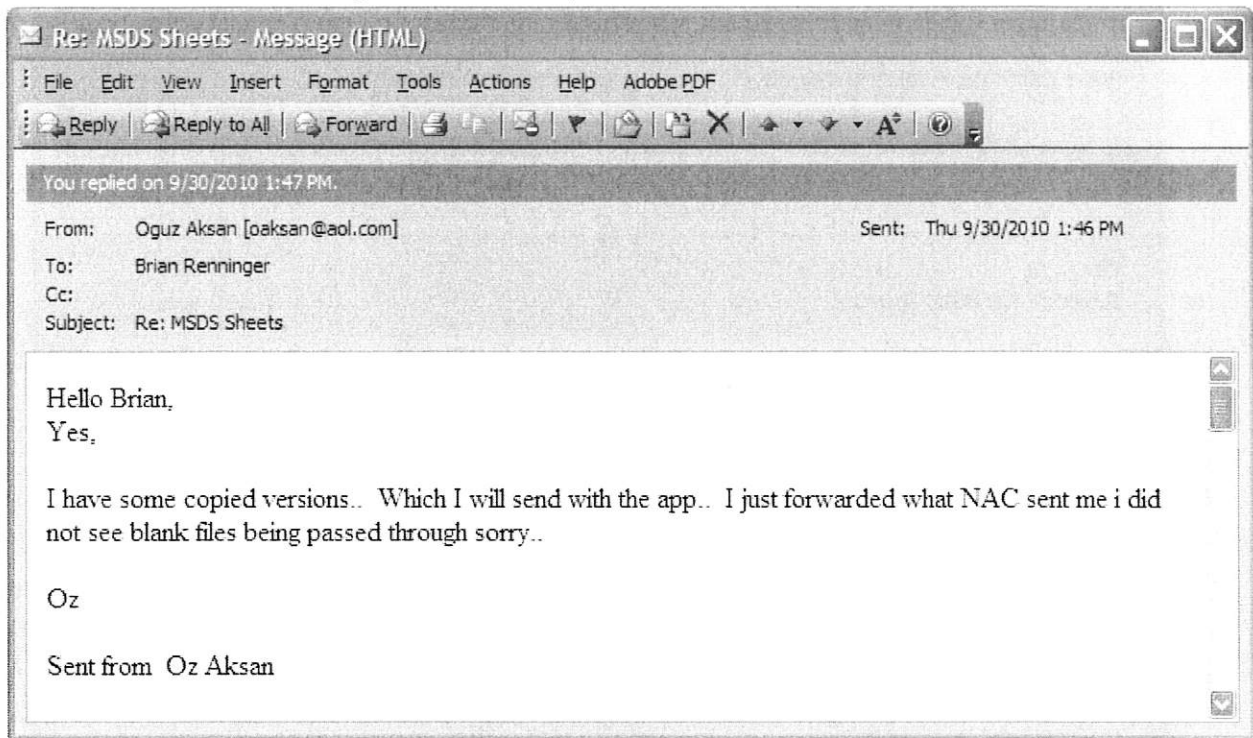 Re: MSDS Sheets - Message (HTML)
File Edit View Insert Format Tools Actions Help Adobe PDF
Reply Reply to All Forward
You replied on 9/30/2010 1:47 PM.
From: Oguz Aksan [oaksan@aol.com] Sent: Thu 9/30/2010 1:46 PM
To: Brian Renninger
Cc:
Subject: Re: MSDS Sheets
Hello Brian,
Yes,
I have some copied versions.. Which I will send with the app.. I just forwarded what NAC sent me i did
not see blank files being passed through sorry..
Oz
Sent from Oz Aksan